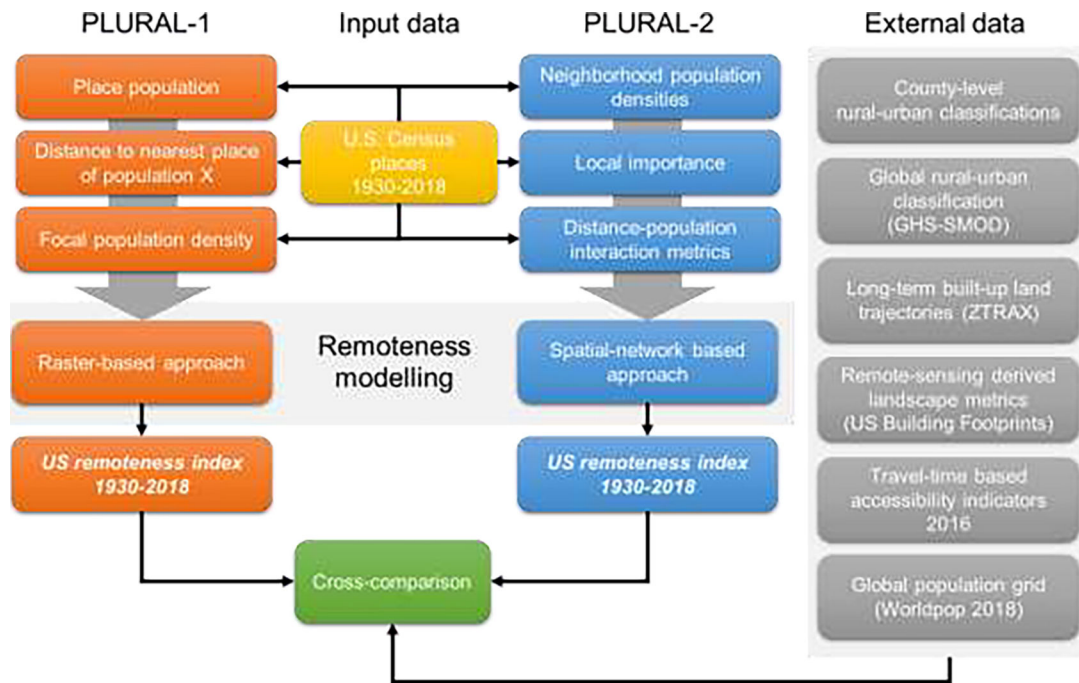 PLURAL-1
Input data
PLURAL-2
External data
Place population
Distance to nearest place
of population X
Focal population density
U.S. Census
places
1930-2018
Neighborhood population
densities
Local importance
Distance-population
interaction metrics
Raster-based approach
Remoteness
modelling
Spatial-network based
approach
US remoteness index
1930-2018
US remoteness index
1930-2018
Cross-comparison
County-level
rural-urban classifications
Global rural-urban
classification
(GHS-SMOD)
Long-term built-up land
trajectories (ZTRAX)
Remote-sensing derived
landscape metrics
(US Building Footprints)
Travel-time based
accessibility indicators
2016
Global population grid
(Worldpop 2018)